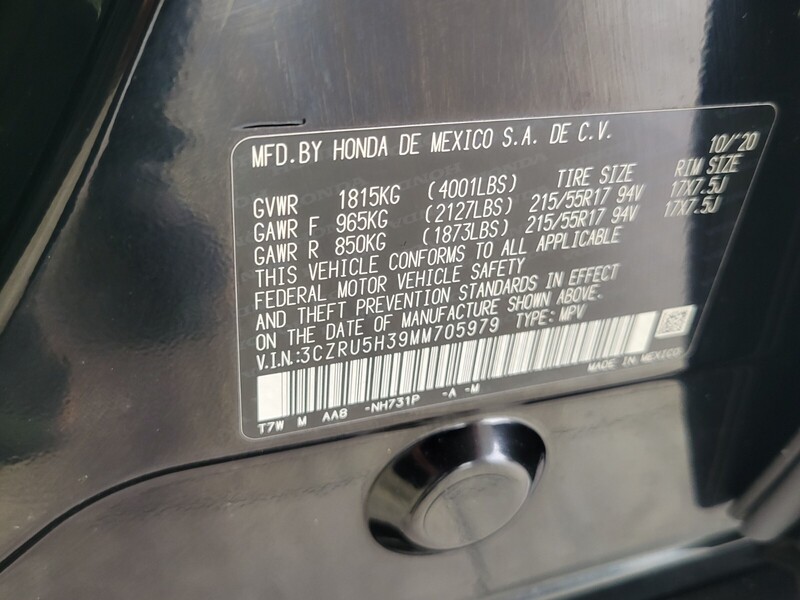 MFD.BY HONDA DE MEXICO S.A. DE C.V. 10/'20
TIRE SIZE RIM SIZE
GVWR 1815KG (4001LBS)
GAWR F 965KG (2127LBS) 215/55R17 94V 17X7.5J
GAWR R 850KG (1873LBS) 215/55R17 94V 17X7.5J
THIS VEHICLE CONFORMS TO ALL APPLICABLE
FEDERAL MOTOR VEHICLE SAFETY
AND THEFT PREVENTION STANDARDS IN EFFECT
ON THE DATE OF MANUFACTURE SHOWN ABOVE.
V.I.N.:3CZRU5H39MM705979 TYPE: MPV
MADE IN MEXICO
T7W M AA8 -NH731P -A -M